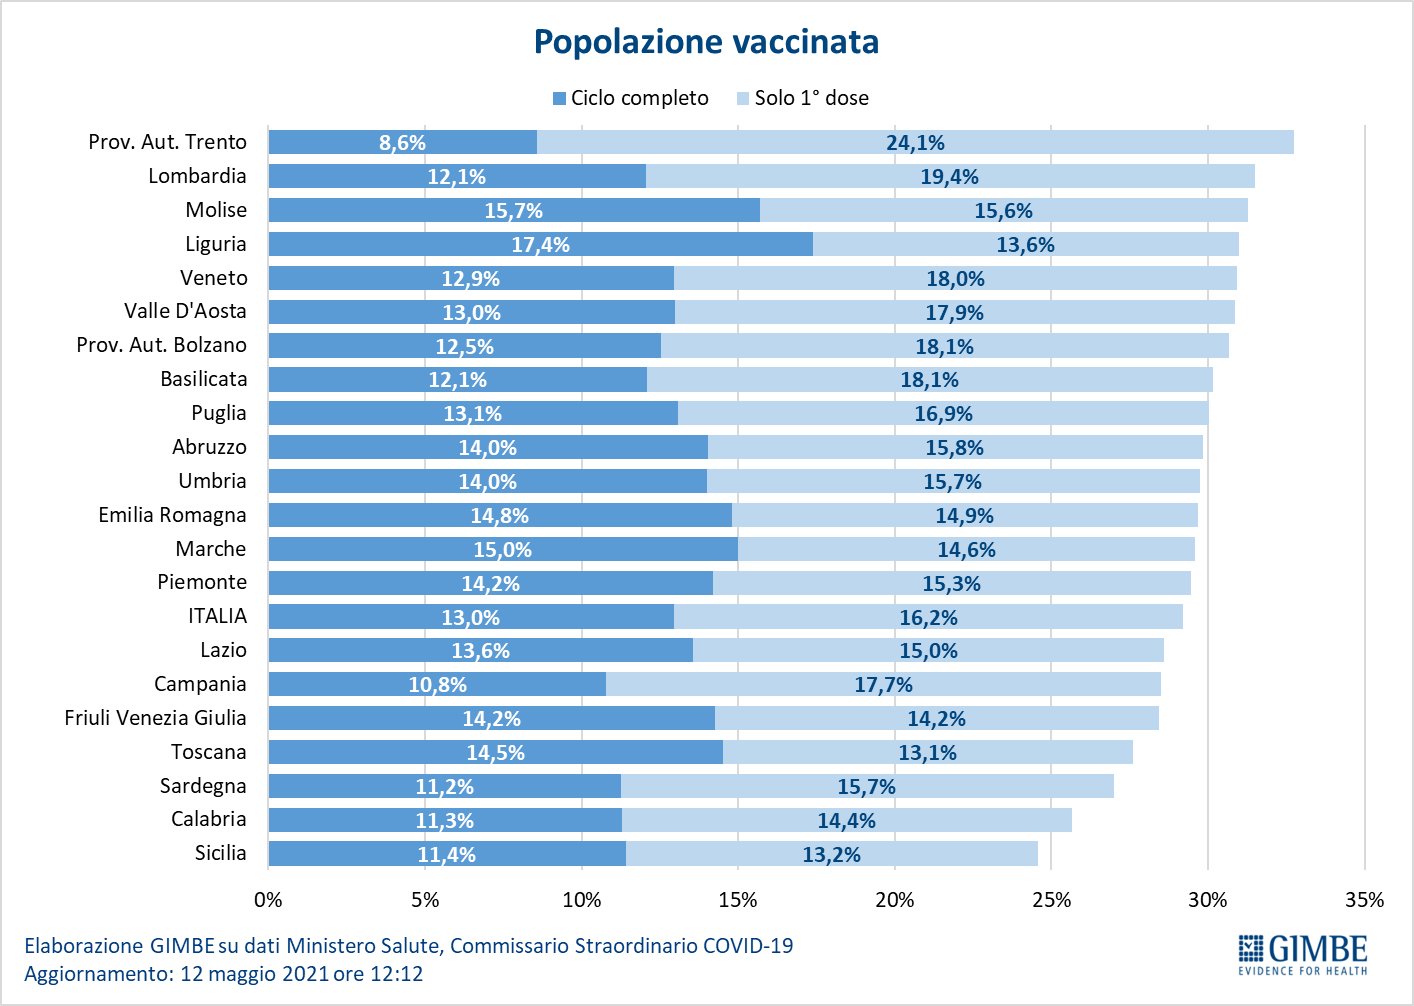 Popolazione vaccinata
Ciclo completo Solo 1° dose
Prov. Aut. Trento 8,6% 24,1%
Lombardia 12,1% 19,4%
Molise 15,7% 15,6%
Liguria 17,4% 13,6%
Veneto 12,9% 18,0%
Valle D'Aosta 13,0% 17,9%
Prov. Aut. Bolzano 12,5% 18,1%
Basilicata 12,1% 18,1%
Puglia 13,1% 16,9%
Abruzzo 14,0% 15,8%
Umbria 14,0% 15,7%
Emilia Romagna 14,8% 14,9%
Marche 15,0% 14,6%
Piemonte 14,2% 15,3%
ITALIA 13,0% 16,2%
Lazio 13,6% 15,0%
Campania 10,8% 17,7%
Friuli Venezia Giulia 14,2% 14,2%
Toscana 14,5% 13,1%
Sardegna 11,2% 15,7%
Calabria 11,3% 14,4%
Sicilia 11,4% 13,2%
0% 5% 10% 15% 20% 25% 30% 35%
Elaborazione GIMBE su dati Ministero Salute, Commissario Straordinario COVID-19
Aggiornamento: 12 maggio 2021 ore 12:12
GIMBE
EVIDENCE FOR HEALTH